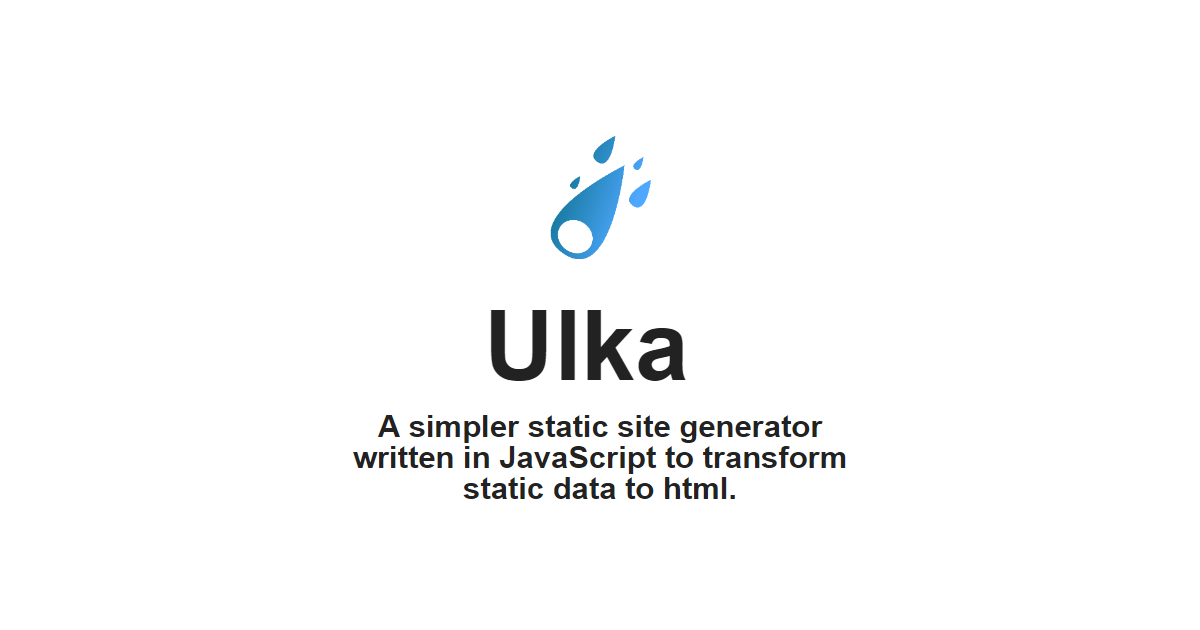 Ulka
A simpler static site generator
written in JavaScript to transform
static data to html.